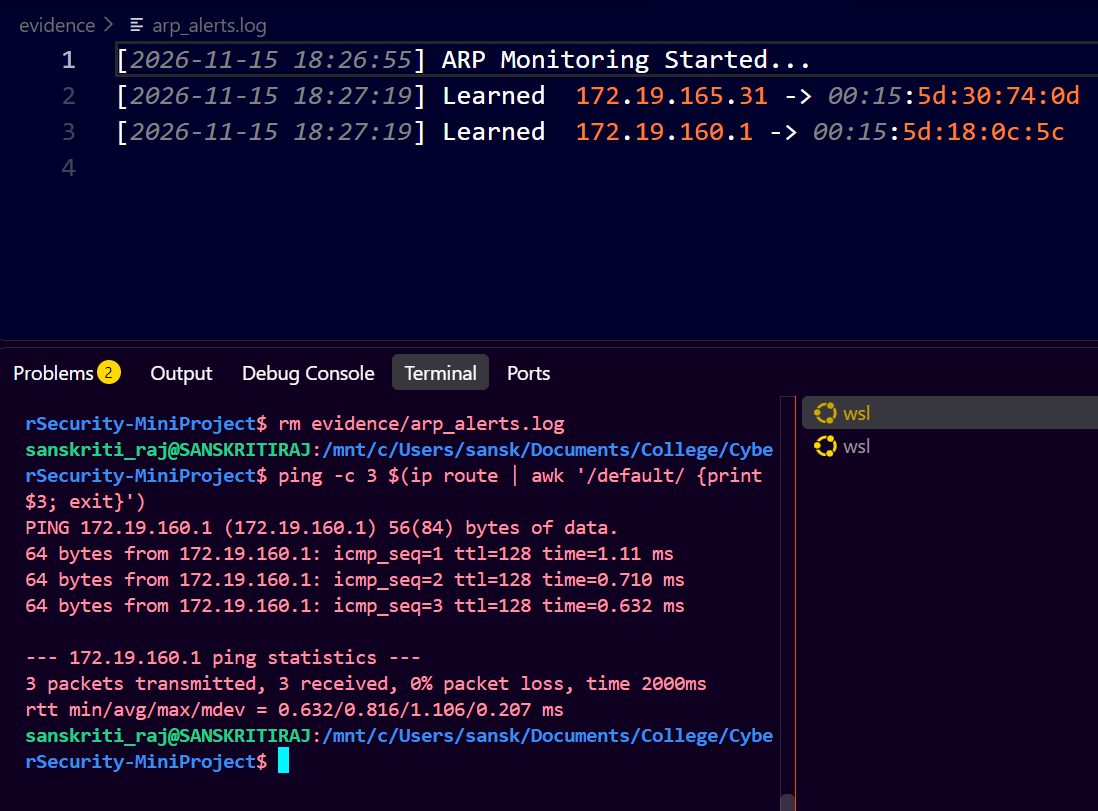 evidence > arp_alerts.log
1 [2026-11-15 18:26:55] ARP Monitoring Started...
2 [2026-11-15 18:27:19] Learned  172.19.165.31 -> 00:15:5d:30:74:0d
3 [2026-11-15 18:27:19] Learned  172.19.160.1 -> 00:15:5d:18:0c:5c
4
Problems 2 Output Debug Console Terminal Ports
rSecurity-MiniProject$ rm evidence/arp_alerts.log
sanskriti_raj@SANSKRITIRAJ:/mnt/c/Users/sansk/Documents/College/Cybe
rSecurity-MiniProject$ ping -c 3 $(ip route | awk '/default/ {print
$3; exit}')
PING 172.19.160.1 (172.19.160.1) 56(84) bytes of data.
64 bytes from 172.19.160.1: icmp_seq=1 ttl=128 time=1.11 ms
64 bytes from 172.19.160.1: icmp_seq=2 ttl=128 time=0.710 ms
64 bytes from 172.19.160.1: icmp_seq=3 ttl=128 time=0.632 ms
--- 172.19.160.1 ping statistics ---
3 packets transmitted, 3 received, 0% packet loss, time 2000ms
rtt min/avg/max/mdev = 0.632/0.816/1.106/0.207 ms
sanskriti_raj@SANSKRITIRAJ:/mnt/c/Users/sansk/Documents/College/Cybe
rSecurity-MiniProject$
wsl
wsl